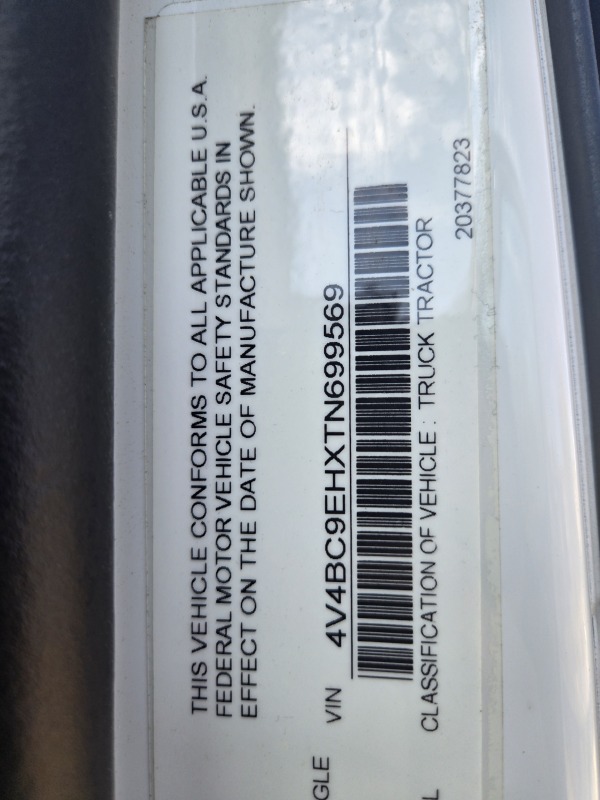 THIS VEHICLE CONFORMS TO ALL APPLICABLE U.S.A.
FEDERAL MOTOR VEHICLE SAFETY STANDARDS IN
EFFECT ON THE DATE OF MANUFACTURE SHOWN.
GLE VIN 4V4BC9EHXTN699569
L CLASSIFICATION OF VEHICLE : TRUCK TRACTOR
20377823